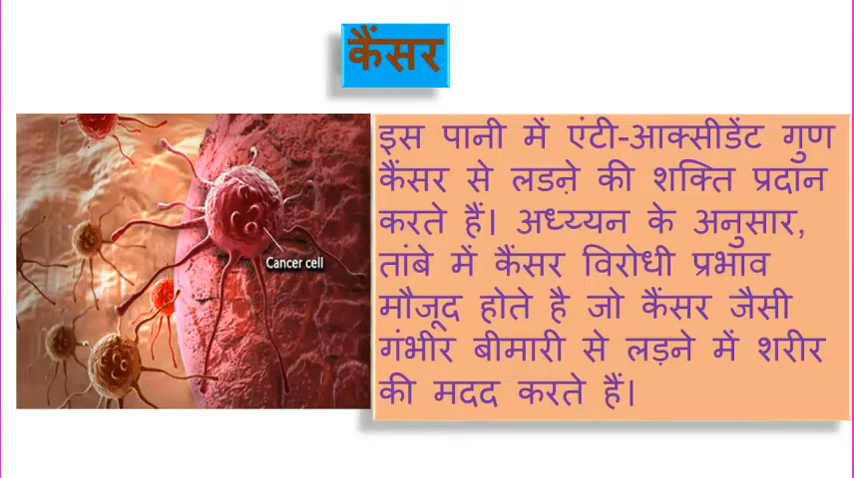 कैंसर
Cancer cell
इस पानी में एंटी-आक्सीडेंट गुण
कैंसर से लडऩे की शक्ति प्रदान
करते हैं। अध्य्यन के अनुसार,
तांबे में कैंसर विरोधी प्रभाव
मौजूद होते है जो कैंसर जैसी
गंभीर बीमारी से लड़ने में शरीर
की मदद करते हैं।